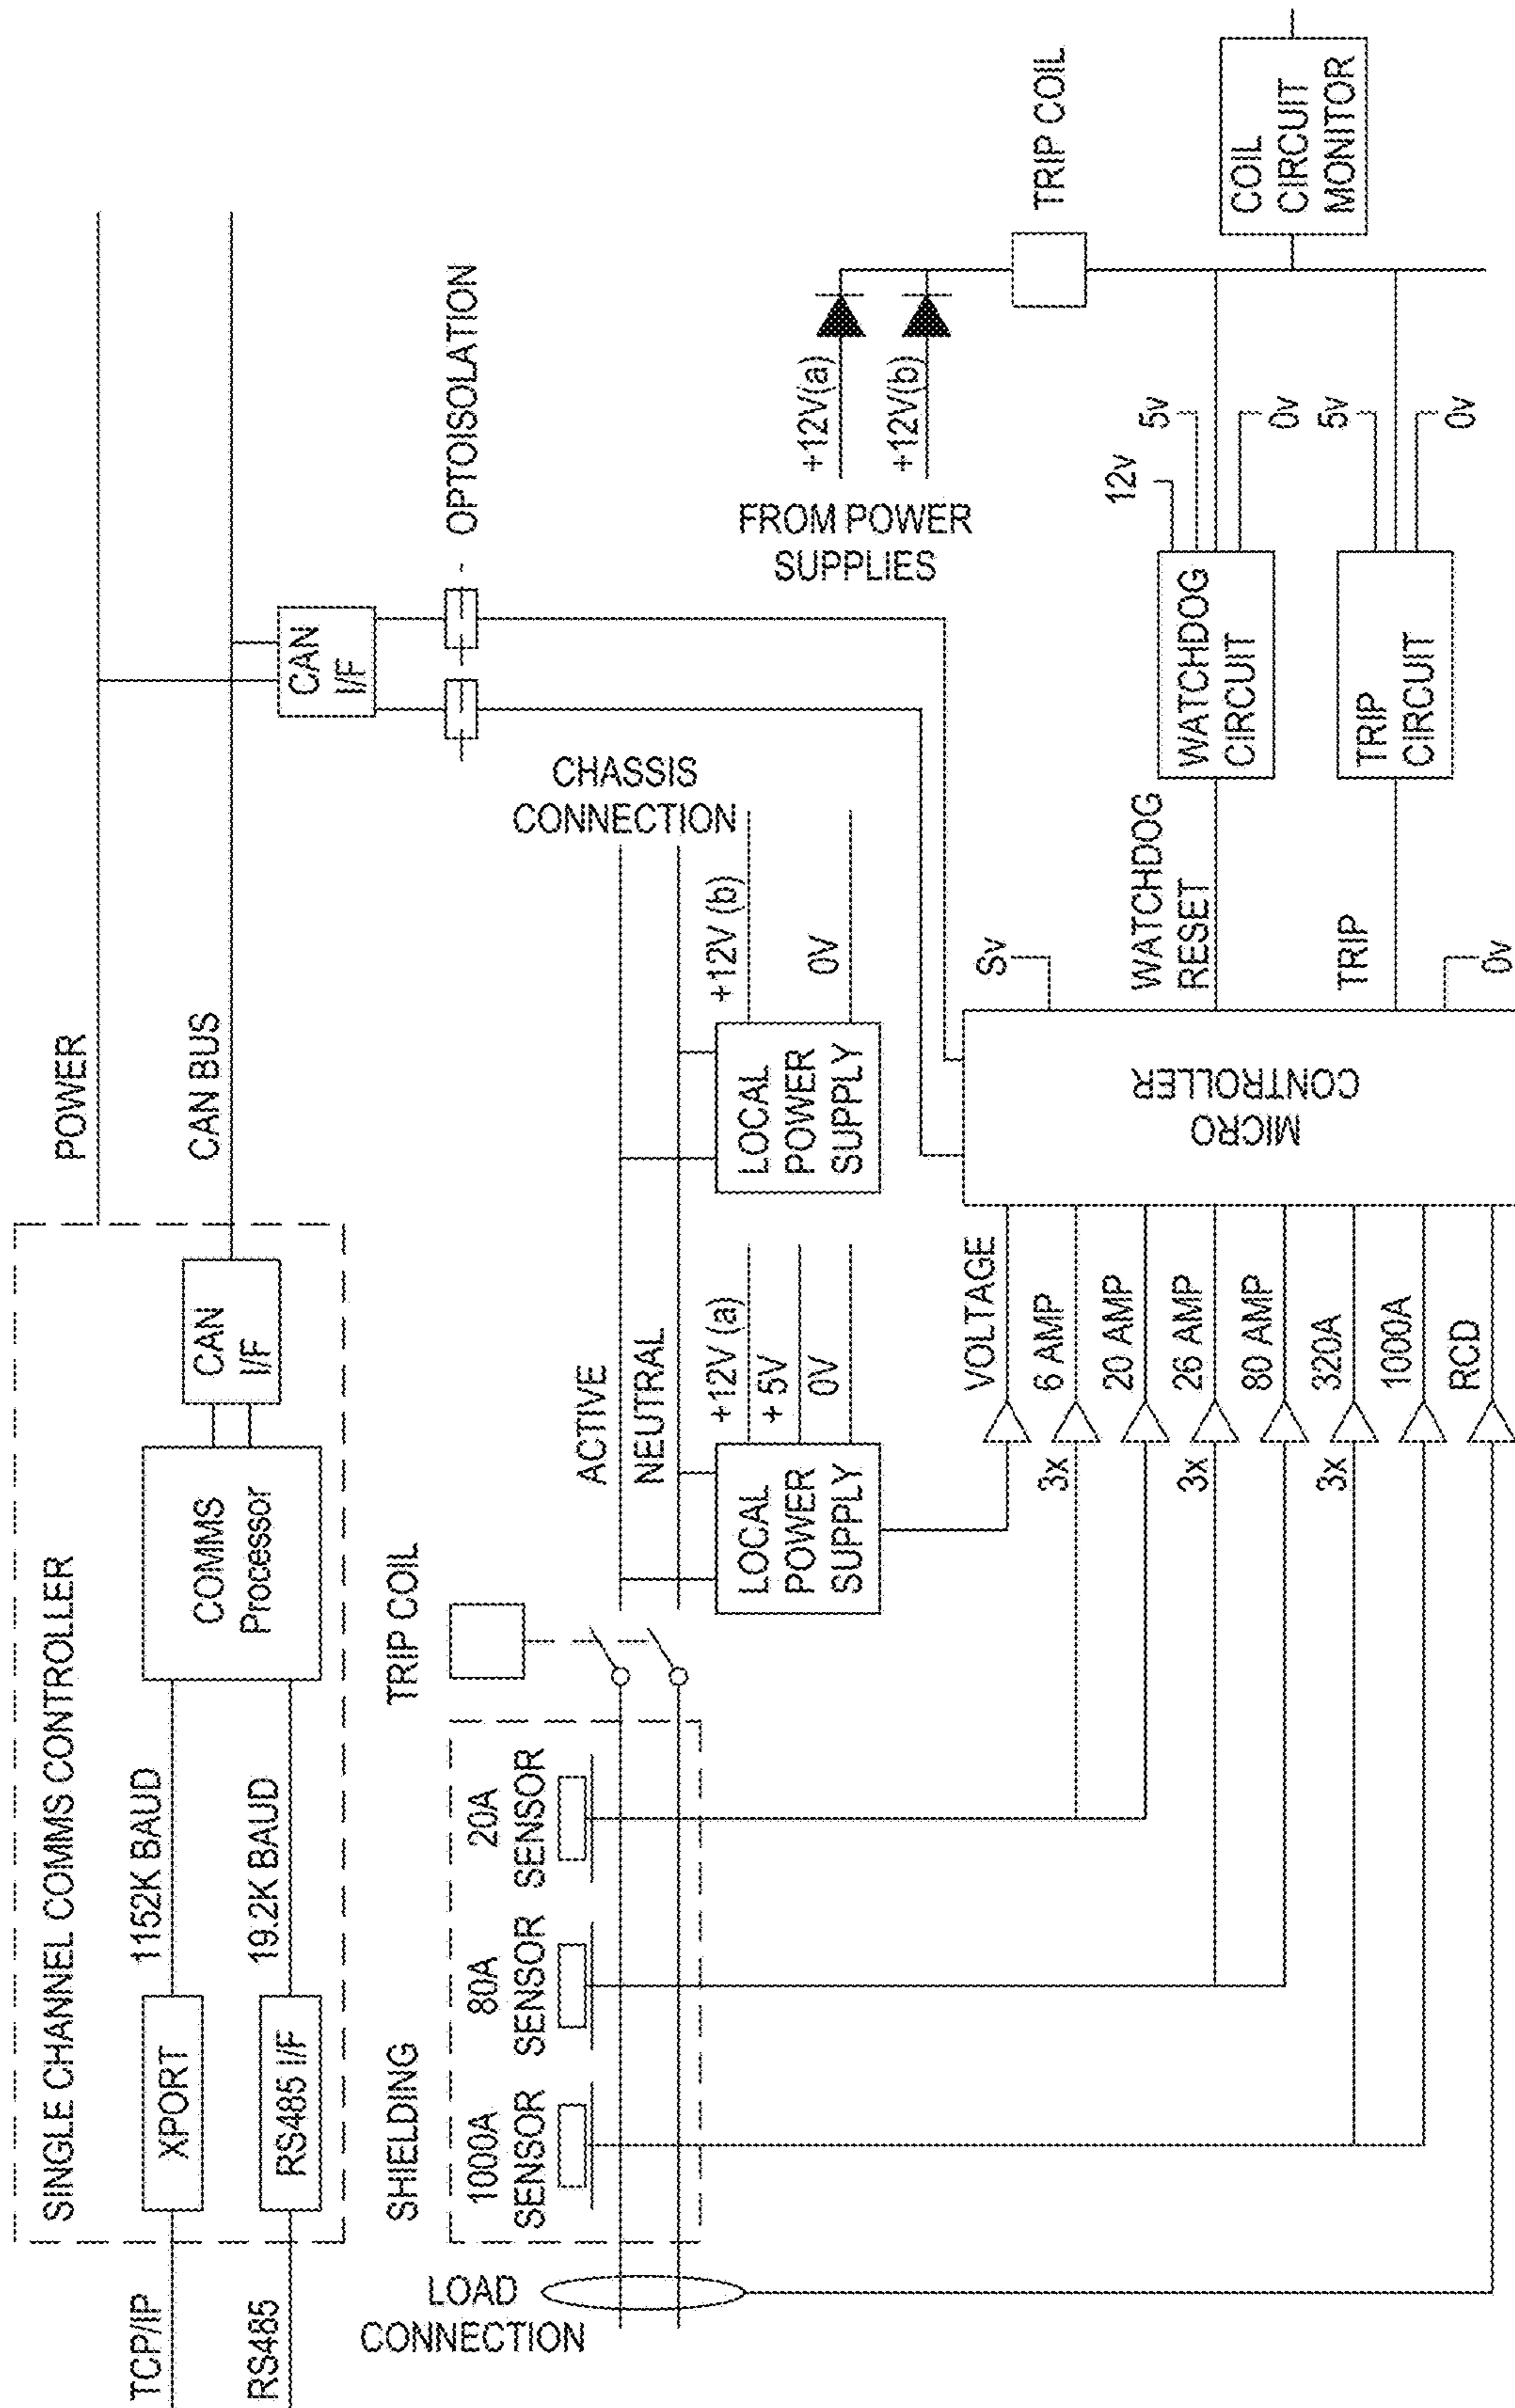 SINGLE CHANNEL COMMS CONTROLLER
POWER
TCP/IP
XPORT
1152K BAUD
COMMS
Processor
CAN
I/F
CAN BUS
RS485
RS485 I/F
19.2K BAUD
CAN
I/F
OPTOISOLATION
SHIELDING
TRIP COIL
1000A
SENSOR
80A
SENSOR
20A
SENSOR
LOAD
CONNECTION
ACTIVE
NEUTRAL
CHASSIS
CONNECTION
LOCAL
POWER
SUPPLY
+12V (a)
+ 5V
0V
LOCAL
POWER
SUPPLY
+12V (b)
0V
FROM POWER
SUPPLIES
+12V(a)
+12V(b)
TRIP COIL
VOLTAGE
3x
6 AMP
20 AMP
3x
26 AMP
80 AMP
3x
320A
1000A
RCD
MICRO
CONTROLLER
Sv
WATCHDOG
RESET
TRIP
0v
WATCHDOG
CIRCUIT
12v
5v
0v
TRIP
CIRCUIT
5v
0v
COIL
CIRCUIT
MONITOR